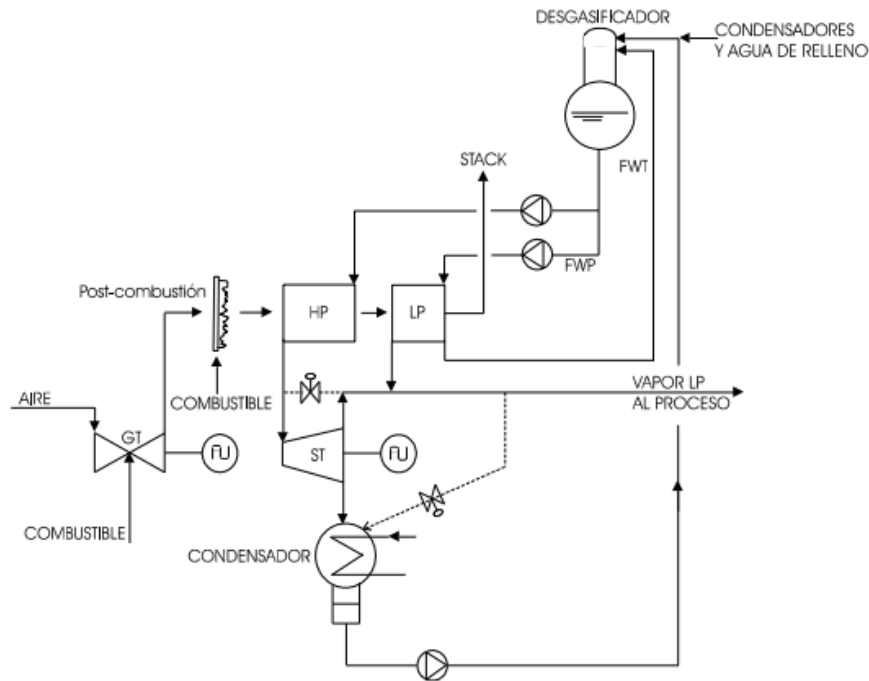 DESGASIFICADOR
CONDENSADORES
Y AGUA DE RELLENO
STACK
FWT
FWP
Post-combustión
HP
LP
AIRE
COMBUSTIBLE
VAPOR LP
AL PROCESO
GT
ST
COMBUSTIBLE
CONDENSADOR